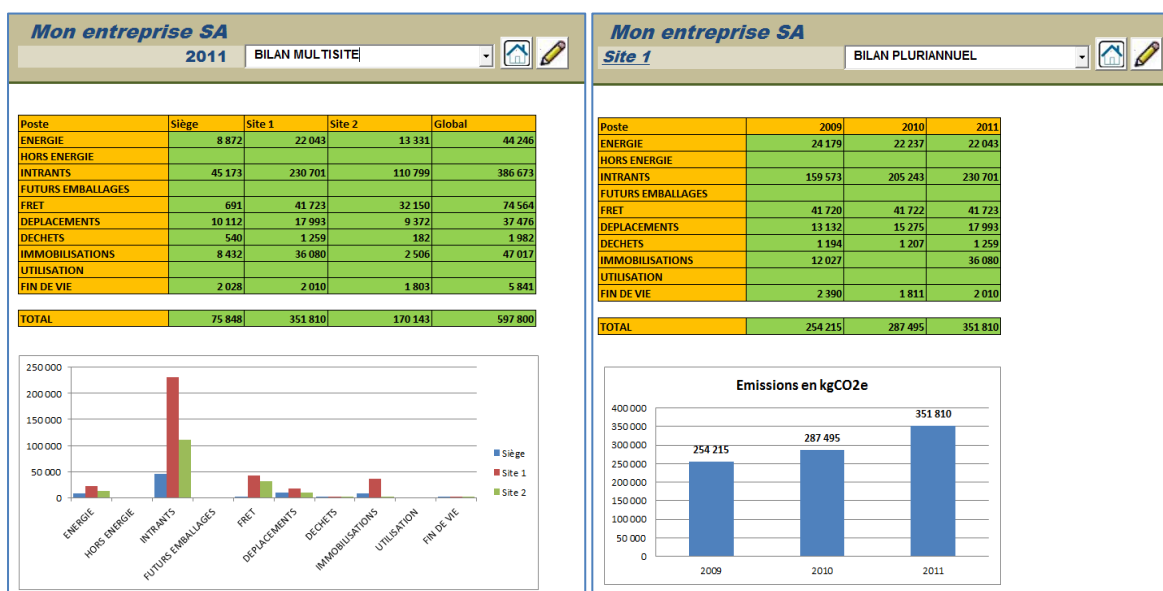 Mon entreprise SA
2011 BILAN MULTISITE
Poste Siège Site 1 Site 2 Global
ENERGIE 8 872 22 043 13 331 44 246
HORS ENERGIE
INTRANTS 45 173 230 701 110 799 386 673
FUTURS EMBALLAGES
FRET 691 41 723 32 150 74 564
DEPLACEMENTS 10 112 17 993 9 372 37 476
DECHETS 540 1 259 182 1 982
IMMOBILISATIONS 8 432 36 080 2 506 47 017
UTILISATION
FIN DE VIE 2 028 2 010 1 803 5 841
TOTAL 75 848 351 810 170 143 597 800
250 000
200 000
150 000
100 000
50 000
0
ENERGIE
HORS ENERGIE
INTRANTS
FUTURS EMBALLAGES
FRET
DEPLACEMENTS
DECHETS
IMMOBILISATIONS
UTILISATION
FIN DE VIE
Siège
Site 1
Site 2
Mon entreprise SA
Site 1 BILAN PLURIANNUEL
Poste 2009 2010 2011
ENERGIE 24 179 22 237 22 043
HORS ENERGIE
INTRANTS 159 573 205 243 230 701
FUTURS EMBALLAGES
FRET 41 720 41 722 41 723
DEPLACEMENTS 13 132 15 275 17 993
DECHETS 1 194 1 207 1 259
IMMOBILISATIONS 12 027 36 080
UTILISATION
FIN DE VIE 2 390 1 811 2 010
TOTAL 254 215 287 495 351 810
Emissions en kgCO2e
400 000
350 000
300 000
250 000
200 000
150 000
100 000
50 000
0
254 215
287 495
351 810
2009 2010 2011